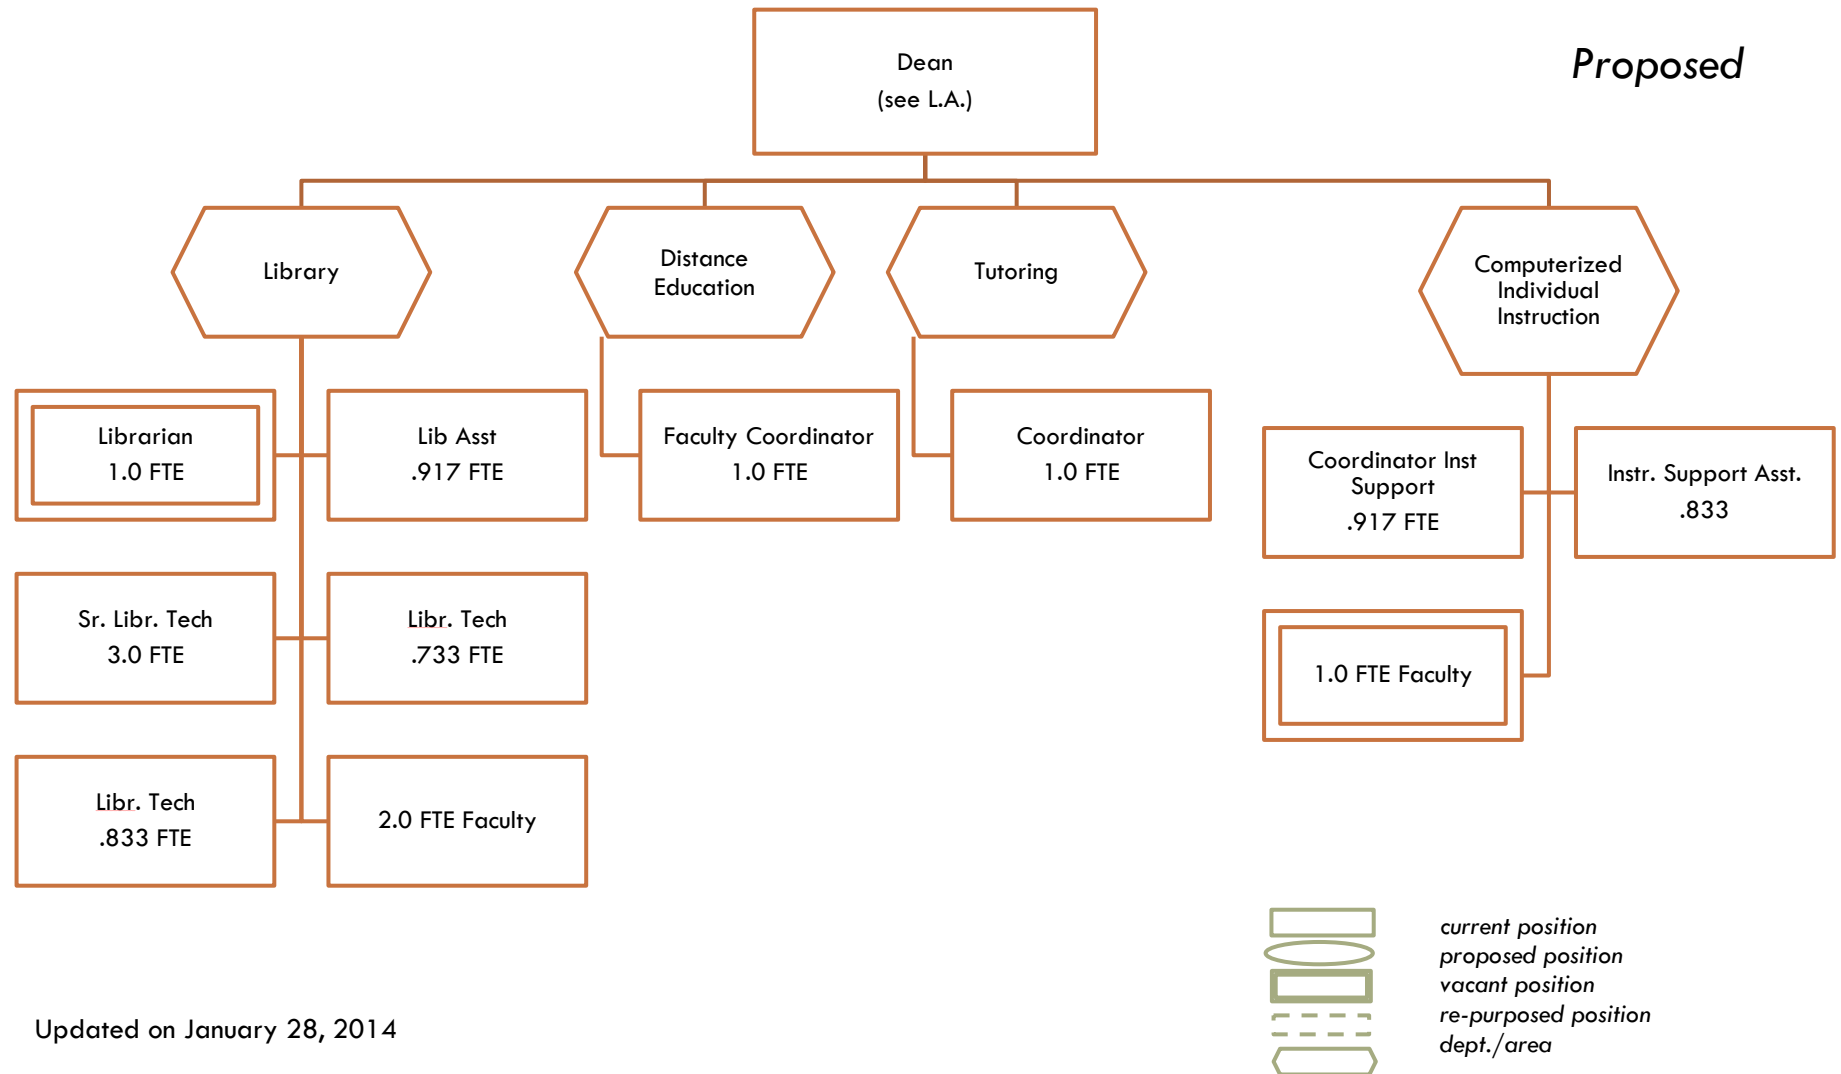 Proposed
Dean
(see L.A.)
Library
Distance
Education
Tutoring
Computerized
Individual
Instruction
Librarian
1.0 FTE
Lib Asst
.917 FTE
Faculty Coordinator
1.0 FTE
Coordinator
1.0 FTE
Coordinator Inst
Support
.917 FTE
Instr. Support Asst.
.833
Sr. Libr. Tech
3.0 FTE
Libr. Tech
.733 FTE
1.0 FTE Faculty
Libr. Tech
.833 FTE
2.0 FTE Faculty
current position
proposed position
vacant position
re-purposed position
dept./area
Updated on January 28, 2014